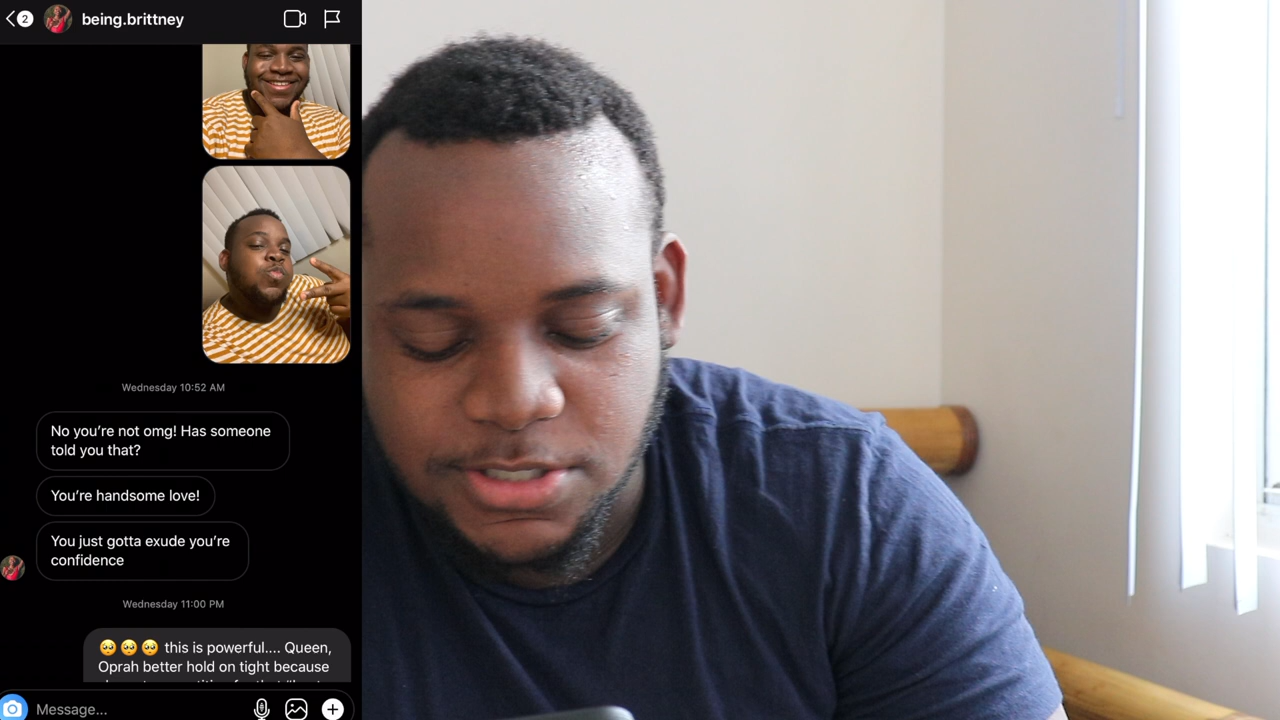 2
being.brittney
Wednesday 10:52 AM
No you’re not omg! Has someone
told you that?
You’re handsome love!
You just gotta exude you’re
confidence
Wednesday 11:00 PM
🥺🥺🥺 this is powerful.... Queen,
Oprah better hold on tight because
Message...